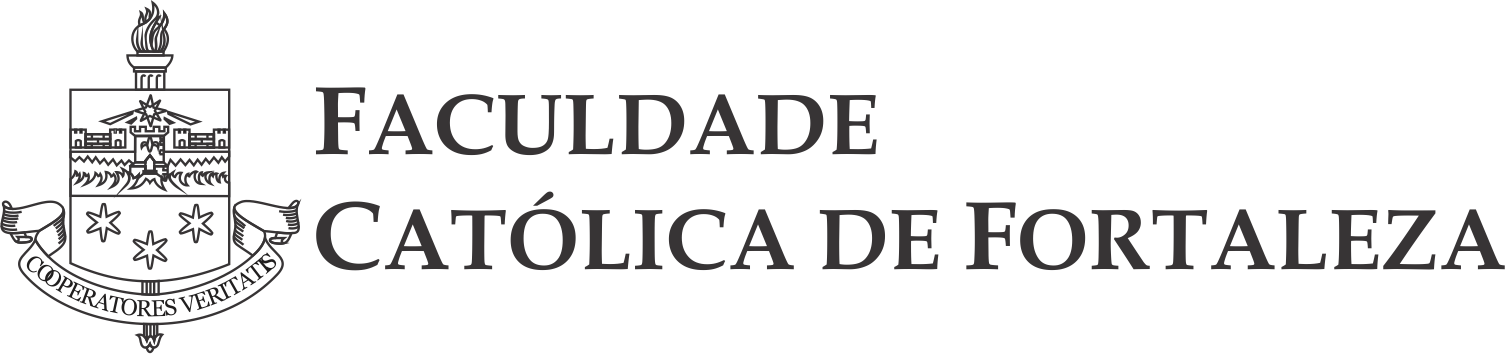 FACULDADE
CATÓLICA DE FORTALEZA
COOPERATORES VERITATIS